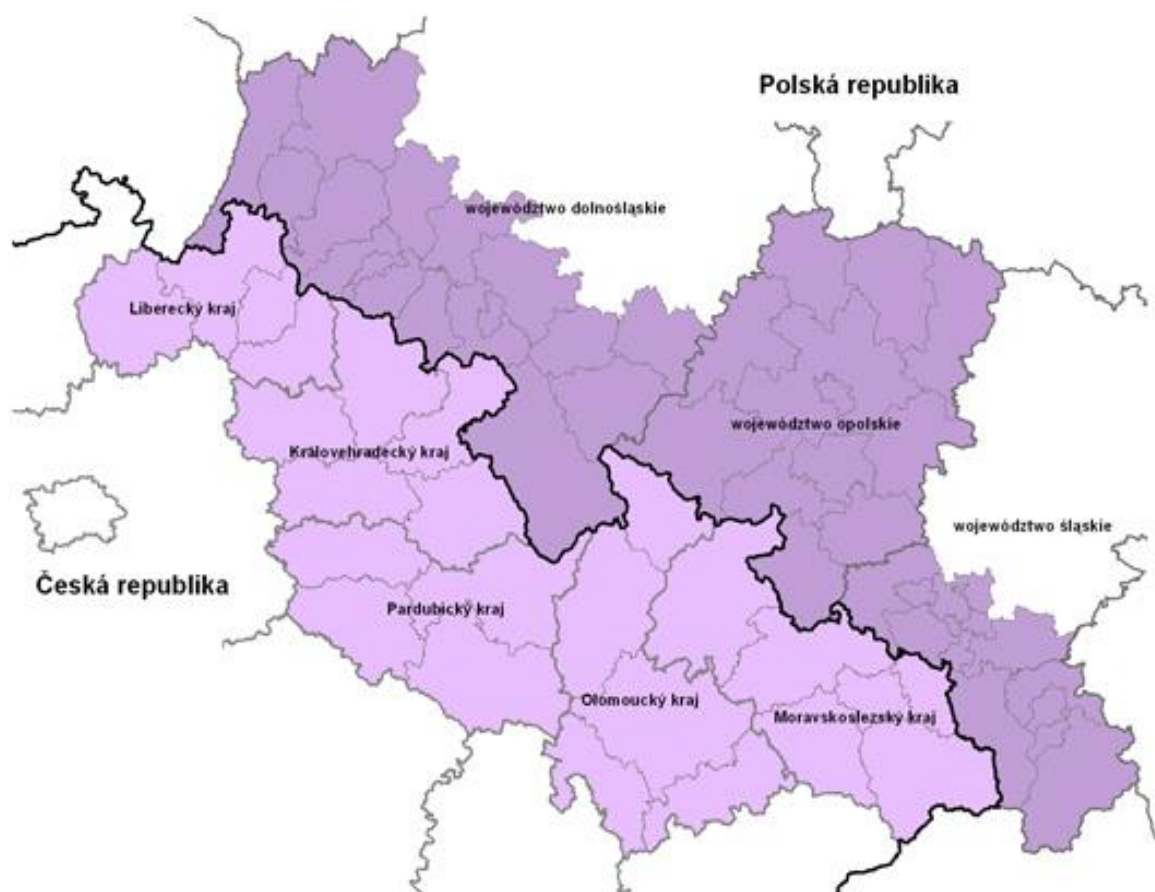 Polská republika
województwo dolnośląskie
Liberecký kraj
województwo opolskie
Královehradecký kraj
województwo śląskie
Česká republika
Pardubický kraj
Olomoucký kraj
Moravskoslezský kraj